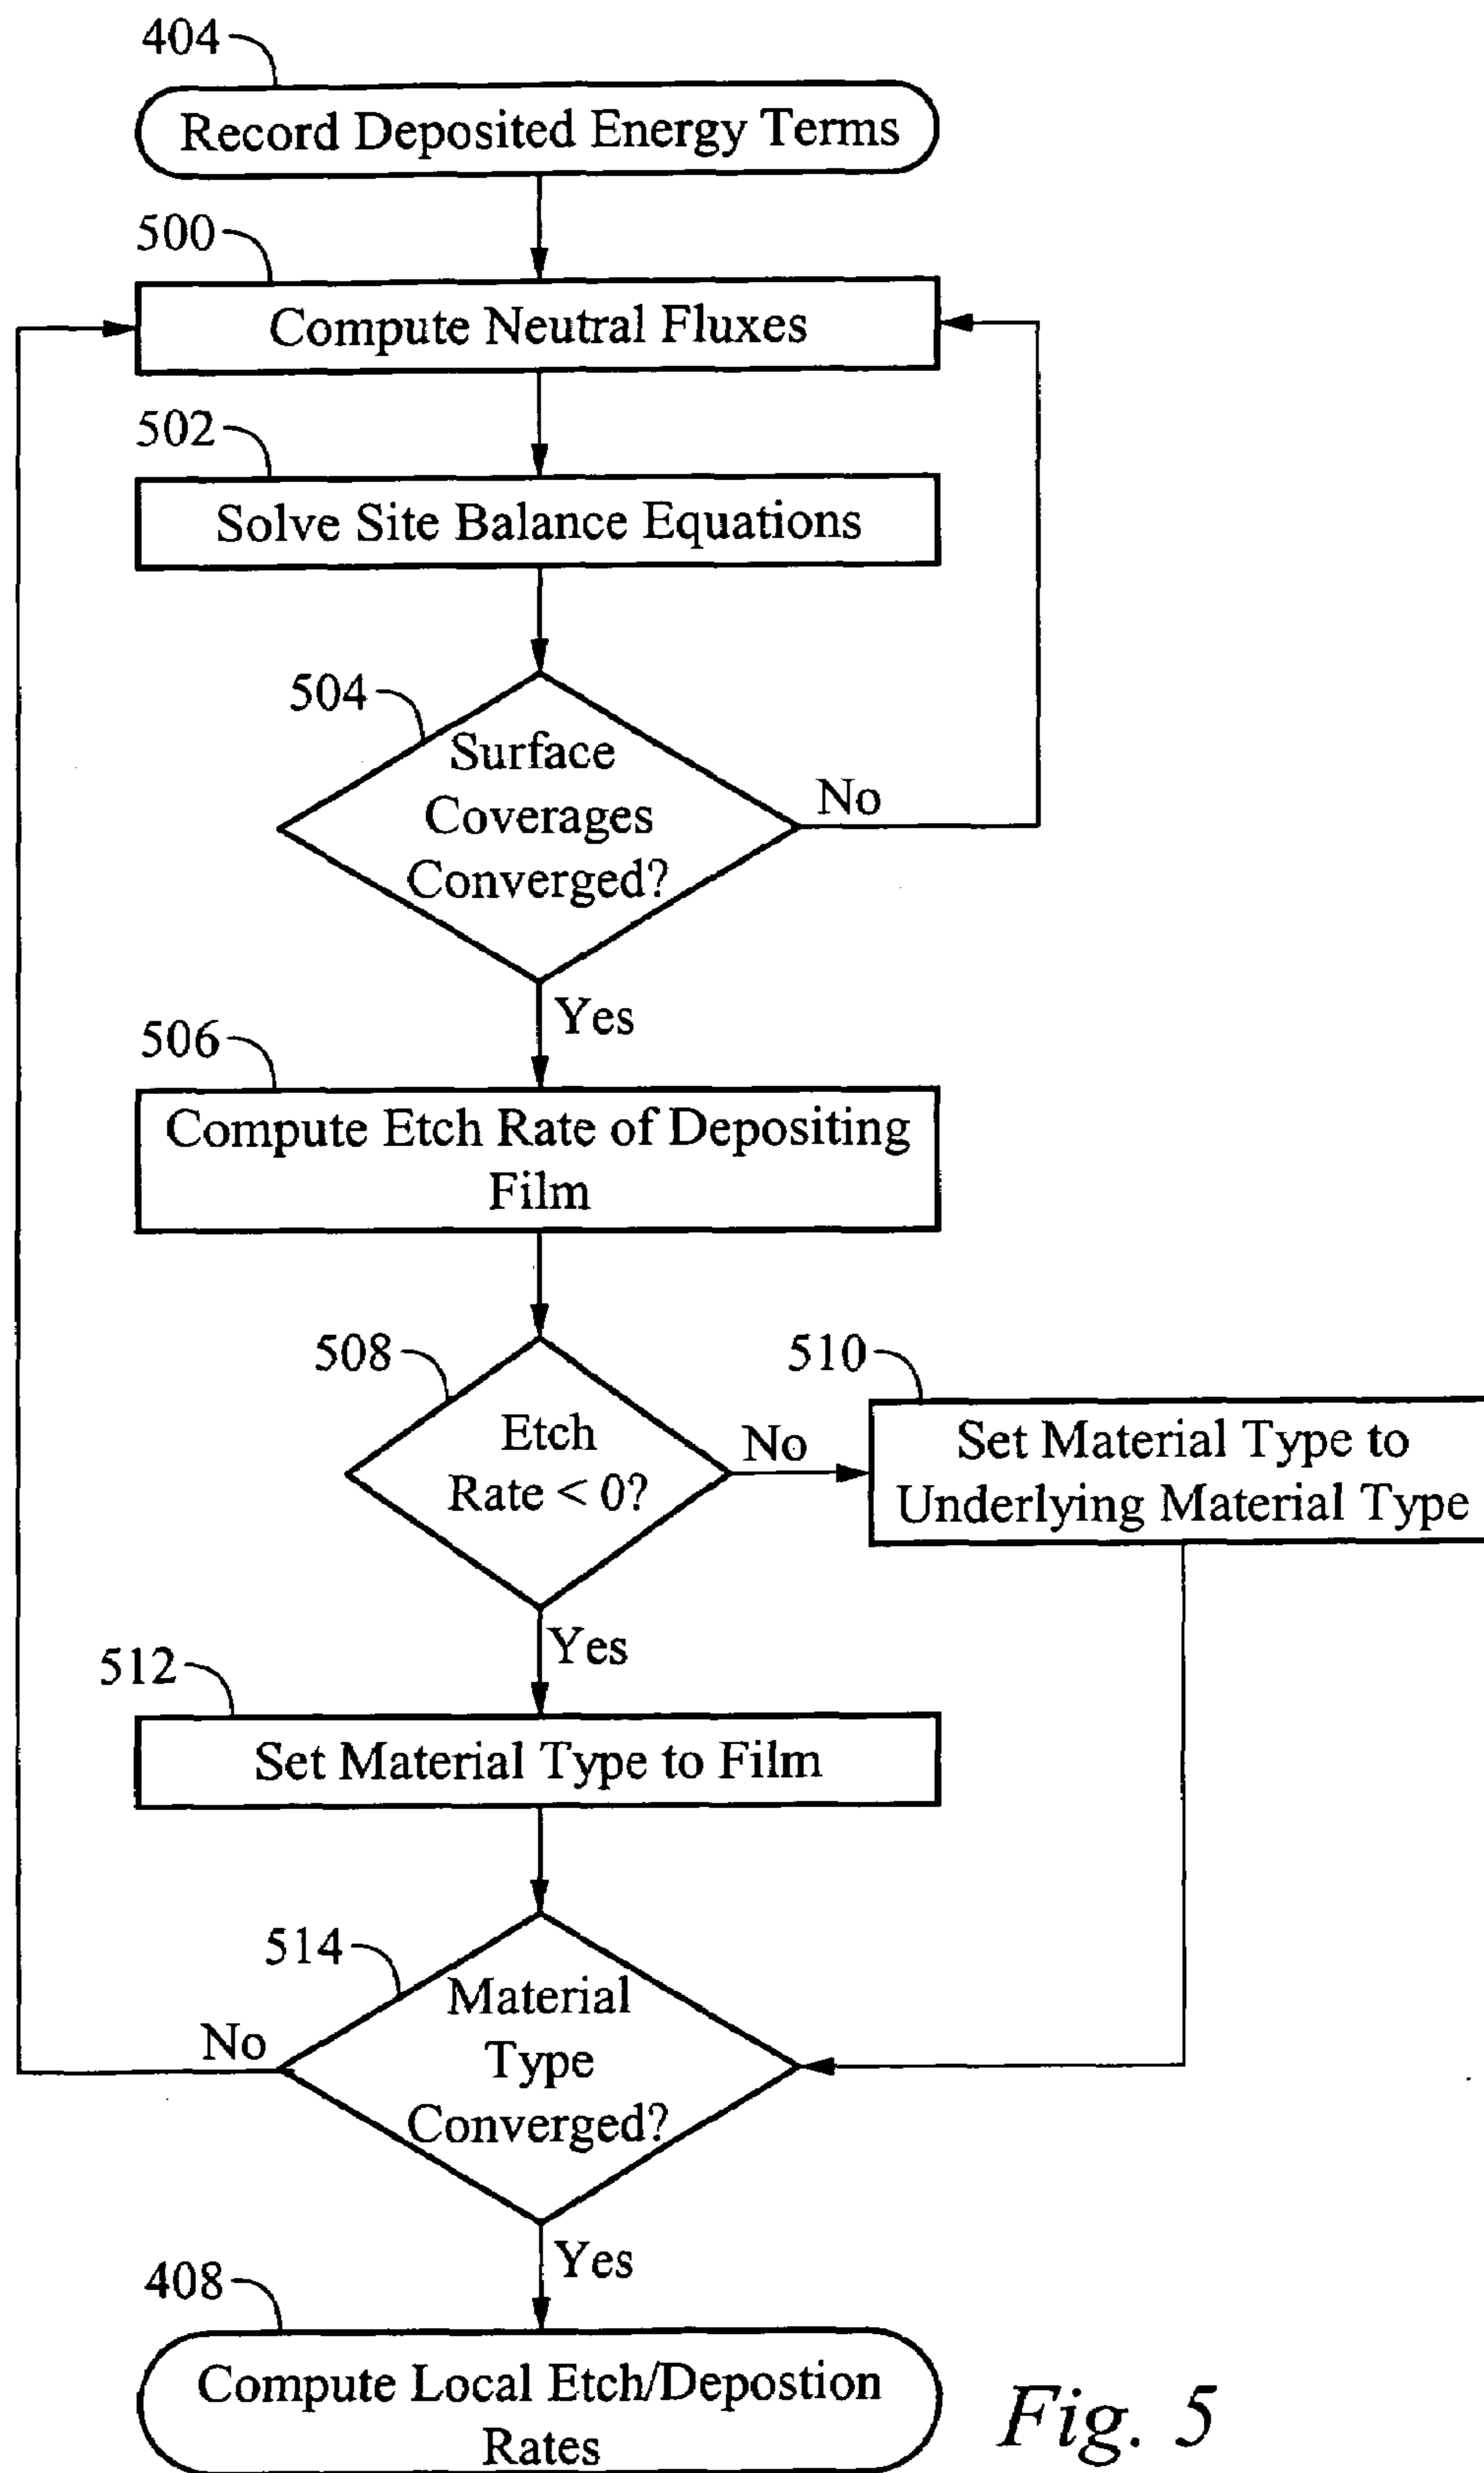 404
Record Deposited Energy Terms
500
Compute Neutral Fluxes
502
Solve Site Balance Equations
504
Surface
Coverages
Converged?
No
Yes
506
Compute Etch Rate of Depositing
Film
508
Etch
Rate < 0?
No
510
Set Material Type to
Underlying Material Type
Yes
512
Set Material Type to Film
514
Material
Type
Converged?
No
Yes
408
Compute Local Etch/Depostion
Rates
Fig. 5